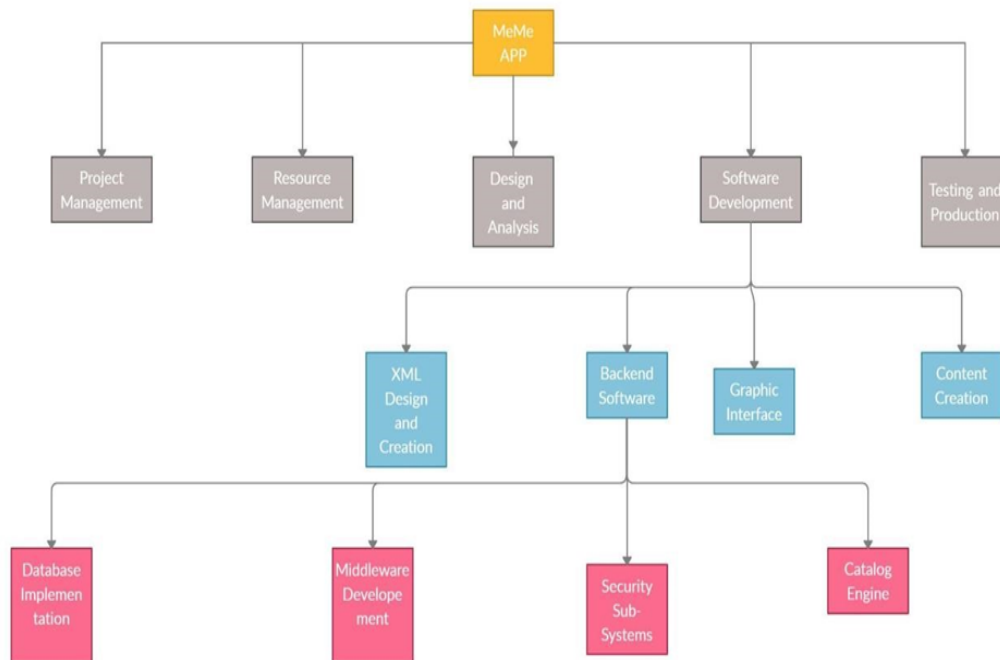 MeMe
APP
Project
Management
Resource
Management
Design
and
Analysis
Software
Development
Testing and
Production
XML
Design
and
Creation
Backend
Software
Graphic
Interface
Content
Creation
Database
Implemen
tation
Middleware
Develope
ment
Security
Sub-
Systems
Catalog
Engine